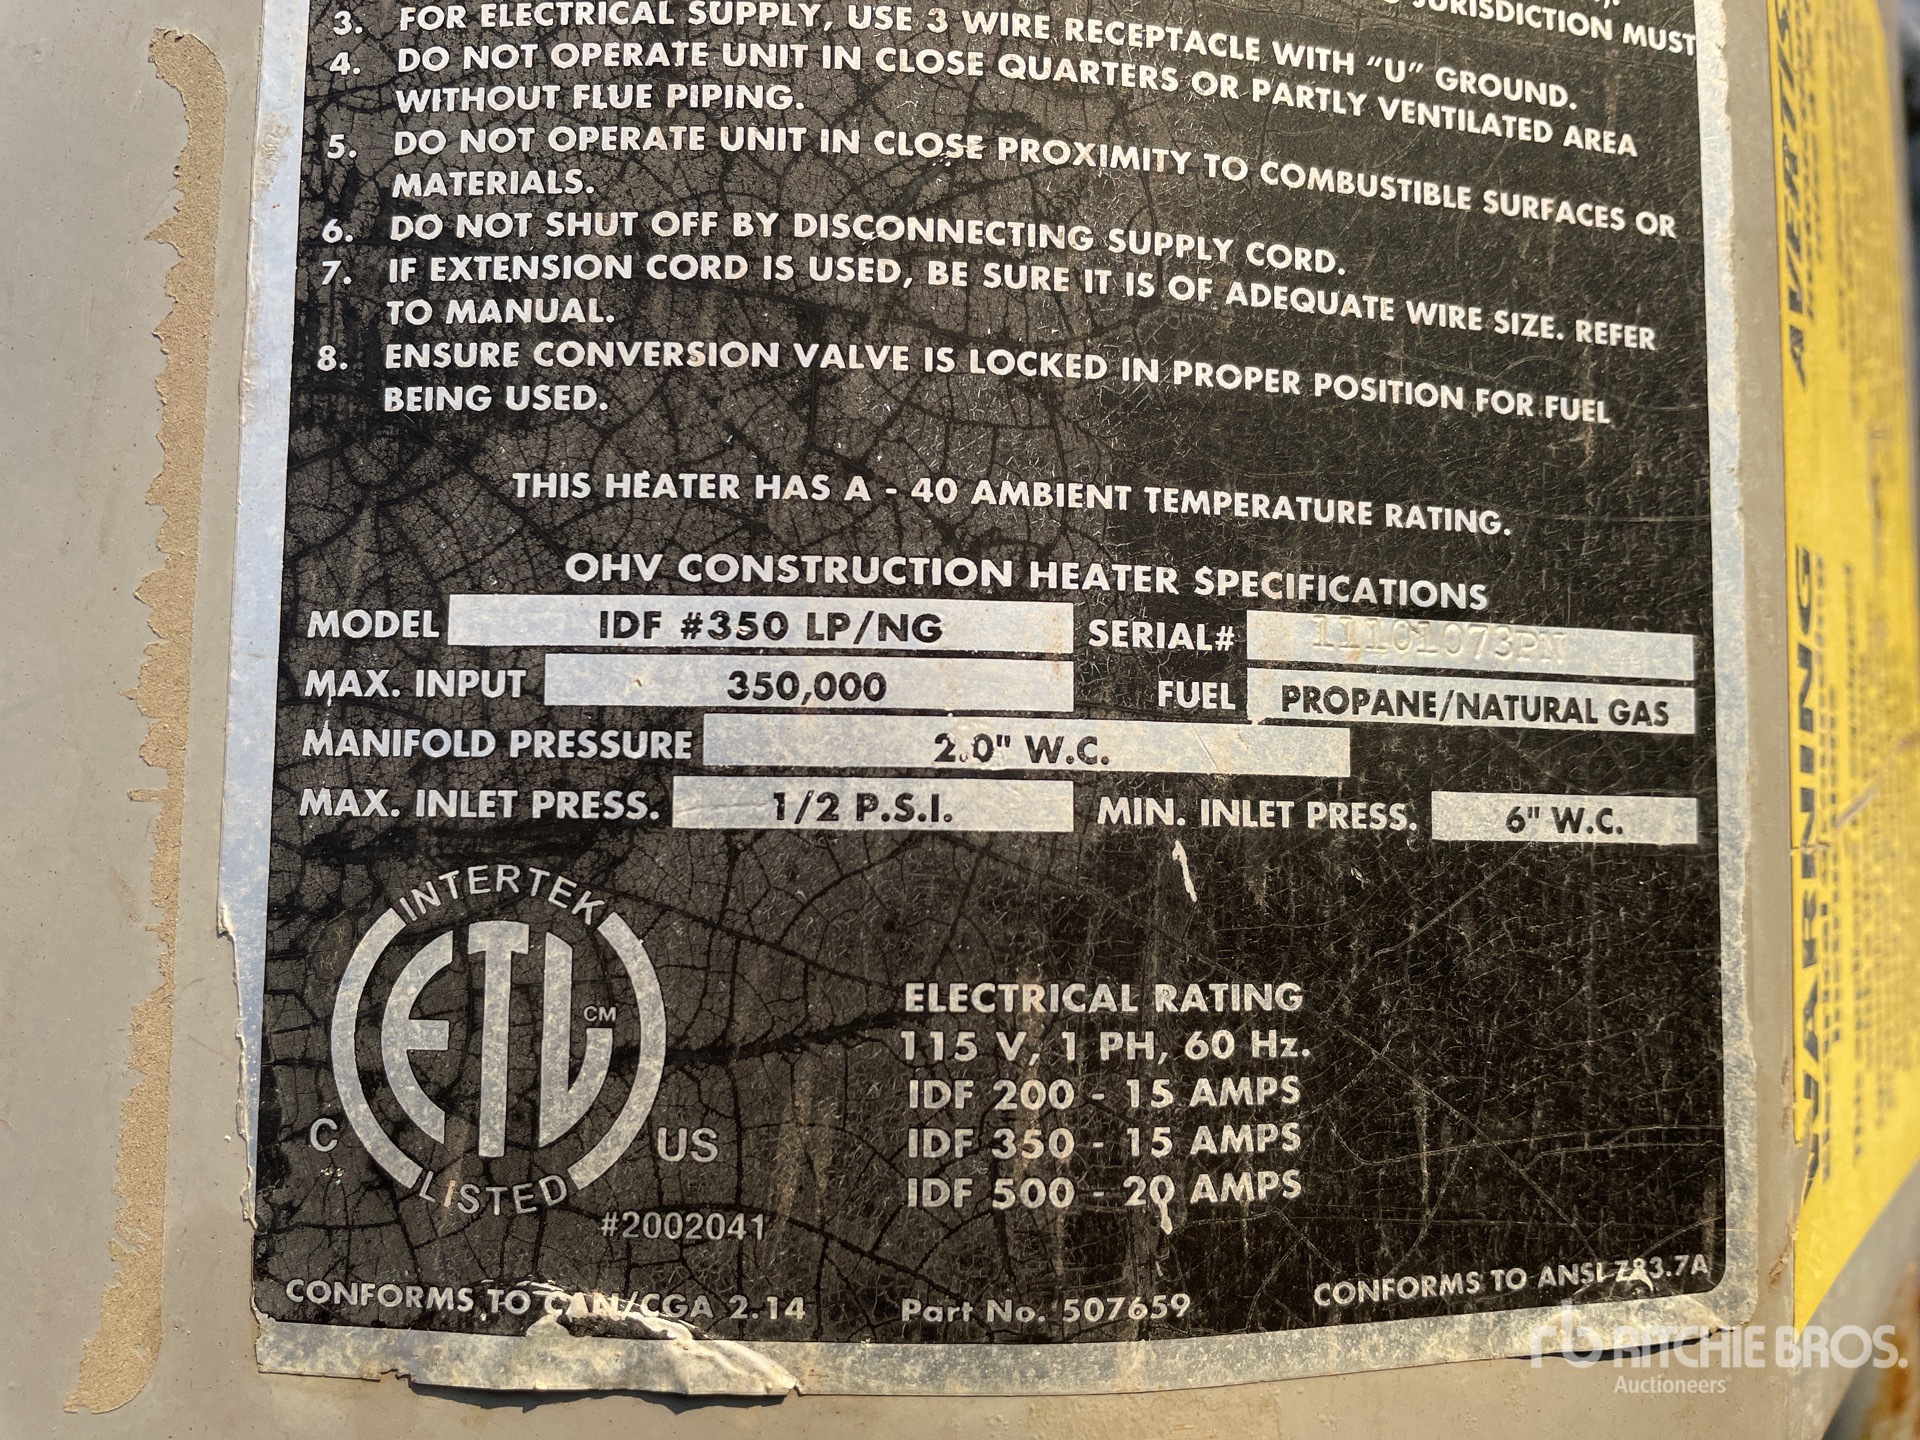 JURISDICTION MUST
3. FOR ELECTRICAL SUPPLY, USE 3 WIRE RECEPTACLE WITH "U" GROUND.
4. DO NOT OPERATE UNIT IN CLOSE QUARTERS OR PARTLY VENTILATED AREA
WITHOUT FLUE PIPING.
5. DO NOT OPERATE UNIT IN CLOSE PROXIMITY TO COMBUSTIBLE SURFACES OR
MATERIALS.
6. DO NOT SHUT OFF BY DISCONNECTING SUPPLY CORD.
7. IF EXTENSION CORD IS USED, BE SURE IT IS OF ADEQUATE WIRE SIZE. REFER
TO MANUAL.
8. ENSURE CONVERSION VALVE IS LOCKED IN PROPER POSITION FOR FUEL
BEING USED.
THIS HEATER HAS A - 40 AMBIENT TEMPERATURE RATING.
OHV CONSTRUCTION HEATER SPECIFICATIONS
MODEL IDF #350 LP/NG SERIAL# 11101073PN
MAX. INPUT 350,000 FUEL PROPANE/NATURAL GAS
MANIFOLD PRESSURE 2.0" W.C.
MAX. INLET PRESS. 1/2 P.S.I. MIN. INLET PRESS. 6" W.C.
INTERTEK
ETL CM
C US
LISTED
#2002041
ELECTRICAL RATING
115 V, 1 PH, 60 Hz.
IDF 200 - 15 AMPS
IDF 350 - 15 AMPS
IDF 500 - 20 AMPS
CONFORMS TO CAN/CGA 2.14 Part No. 507659 CONFORMS TO ANSI Z83.7A
WARNING
rb RITCHIE BROS.
Auctioneers